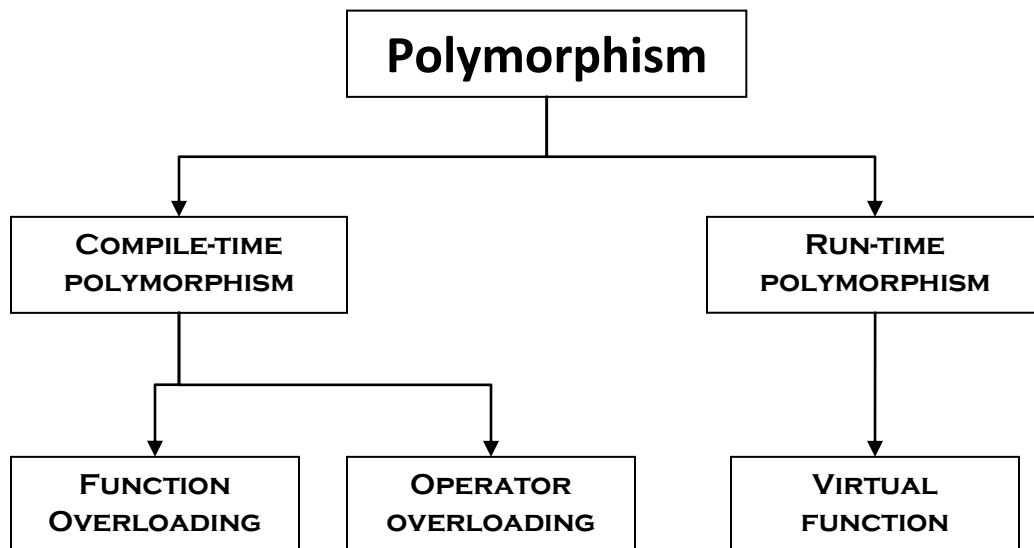 Polymorphism
Compile-time
polymorphism
Run-time
polymorphism
Function
Overloading
Operator
overloading
Virtual
function